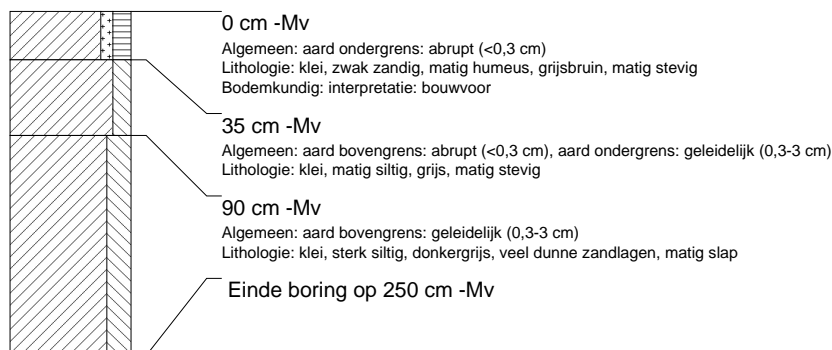 0 cm -Mv
Algemeen: aard ondergrens: abrupt (<0,3 cm)
Lithologie: klei, zwak zandig, matig humeus, grijsbruin, matig stevig
Bodemkundig: interpretatie: bouwvoor
35 cm -Mv
Algemeen: aard bovengrens: abrupt (<0,3 cm), aard ondergrens: geleidelijk (0,3-3 cm)
Lithologie: klei, matig siltig, grijs, matig stevig
90 cm -Mv
Algemeen: aard bovengrens: geleidelijk (0,3-3 cm)
Lithologie: klei, sterk siltig, donkergrijs, veel dunne zandlagen, matig slap
Einde boring op 250 cm -Mv